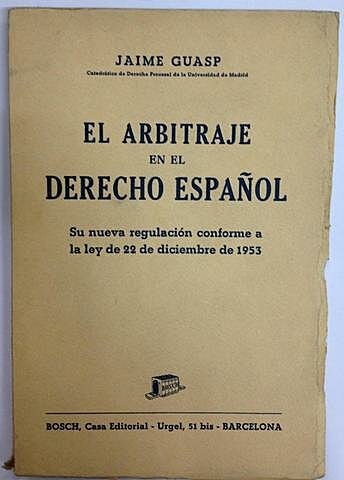 JAIME GUASP
Catedrático de Derecho Procesal de la Universidad de Madrid
EL ARBITRAJE
EN EL
DERECHO ESPAÑOL
Su nueva regulación conforme a
la ley de 22 de diciembre de 1953
BOSCH
BOSCH, Casa Editorial - Urgel, 51 bis - BARCELONA